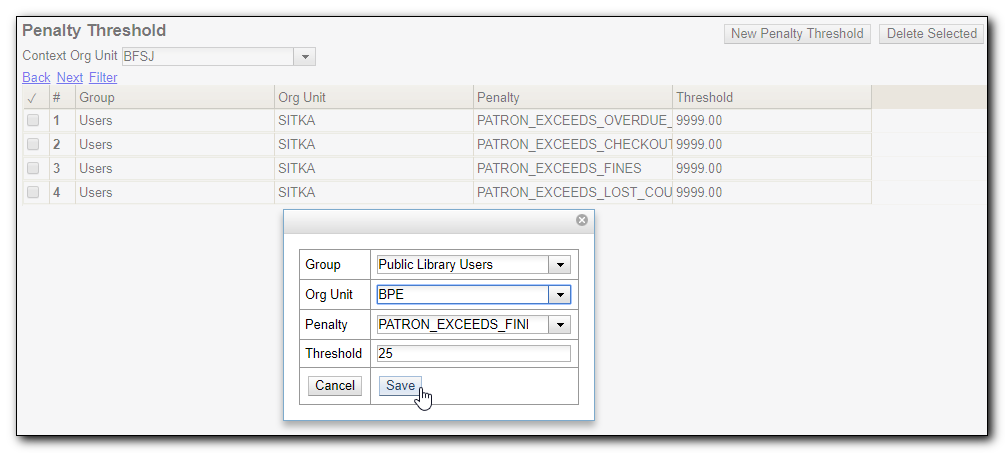 Penalty Threshold
New Penalty Threshold Delete Selected
Context Org Unit BFSJ
Back Next Filter
✓ # Group Org Unit Penalty Threshold
1 Users SITKA PATRON_EXCEEDS_OVERDUE_ 9999.00
2 Users SITKA PATRON_EXCEEDS_CHECKOUT 9999.00
3 Users SITKA PATRON_EXCEEDS_FINES 9999.00
4 Users SITKA PATRON_EXCEEDS_LOST_COU 9999.00
Group Public Library Users
Org Unit BPE
Penalty PATRON_EXCEEDS_FINI
Threshold 25
Cancel Save